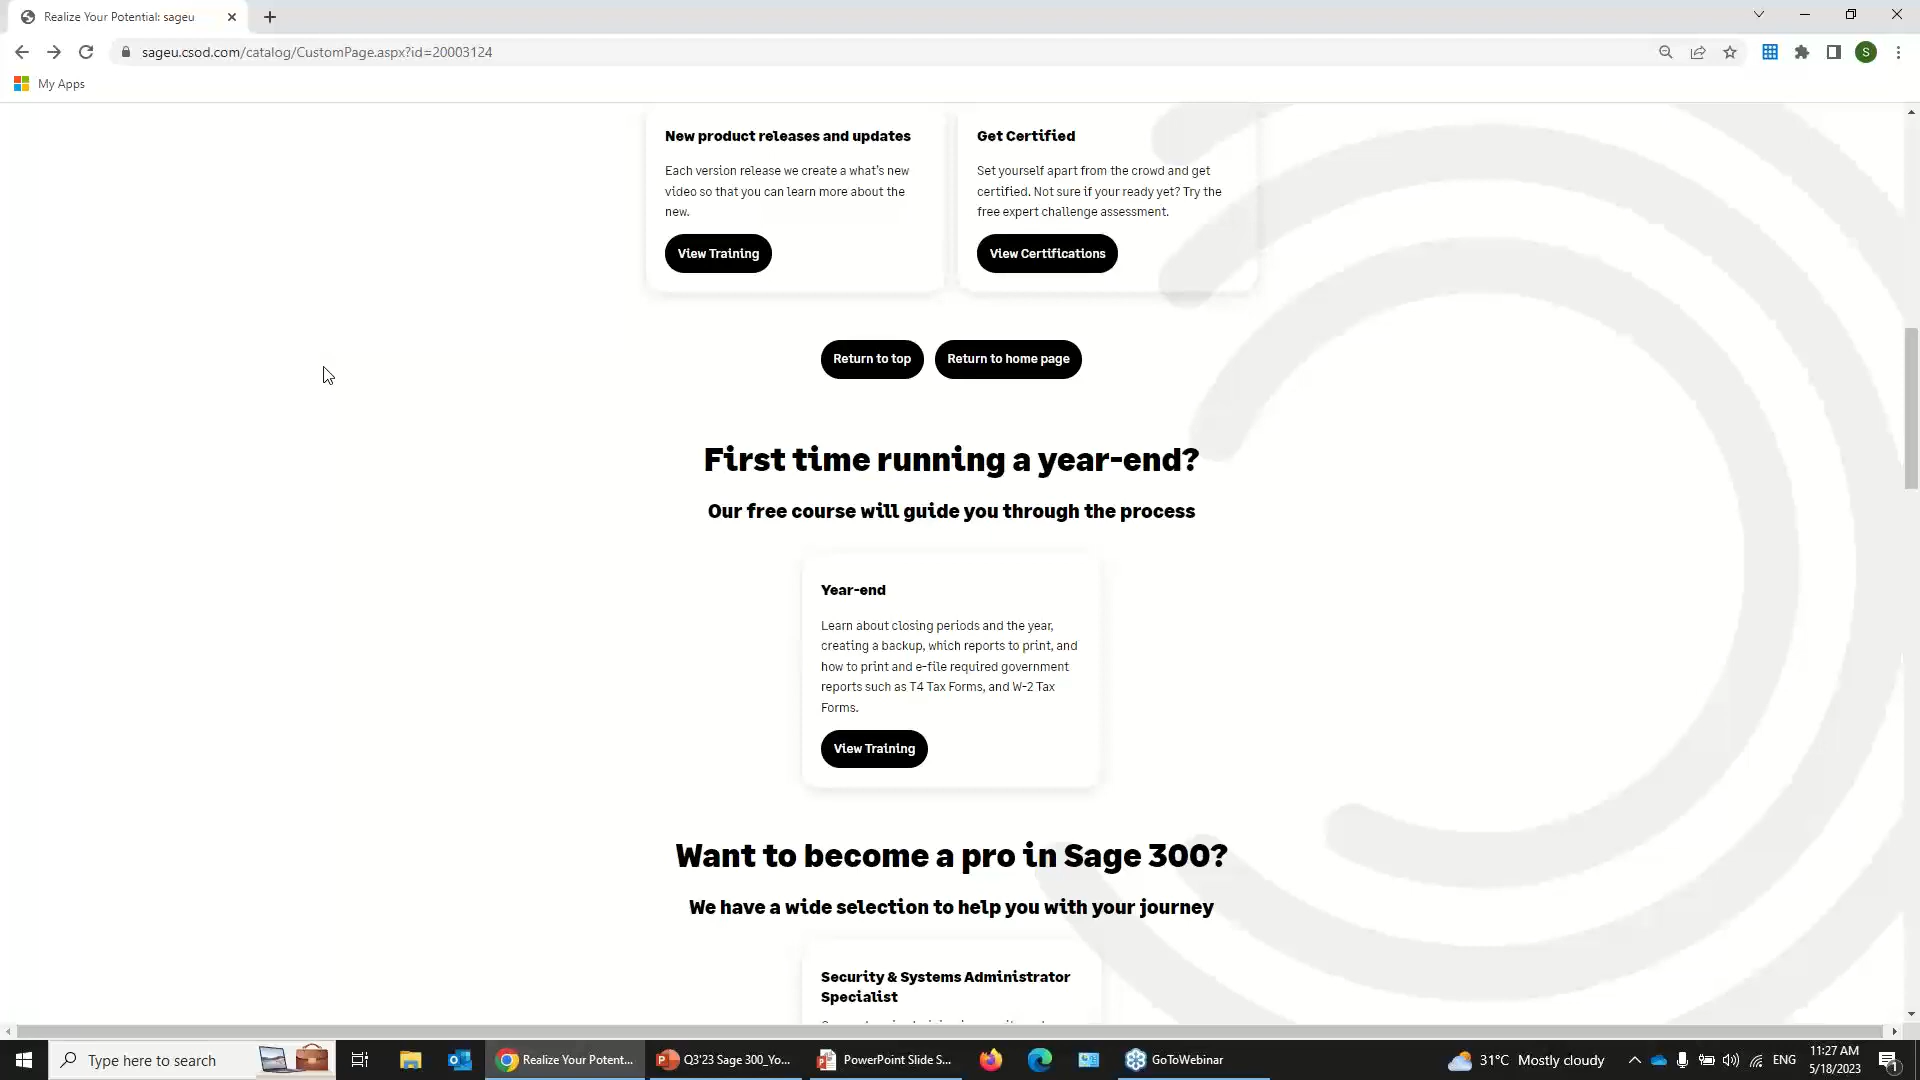 Realize Your Potential: sageu
sageu.csod.com/catalog/CustomPage.aspx?id=20003124
S
My Apps
New product releases and updates
Each version release we create a what's new
video so that you can learn more about the
new.
View Training
Get Certified
Set yourself apart from the crowd and get
certified. Not sure if your ready yet? Try the
free expert challenge assessment.
View Certifications
Return to top
Return to home page
First time running a year-end?
Our free course will guide you through the process
Year-end
Learn about closing periods and the year,
creating a backup, which reports to print, and
how to print and e-file required government
reports such as T4 Tax Forms, and W-2 Tax
Forms.
View Training
Want to become a pro in Sage 300?
We have a wide selection to help you with your journey
Security & Systems Administrator
Specialist
Type here to search
Realize Your Potent...
Q3'23 Sage 300_Yo...
PowerPoint Slide S...
GoToWebinar
31°C Mostly cloudy
ENG
11:27 AM
5/18/2023
1